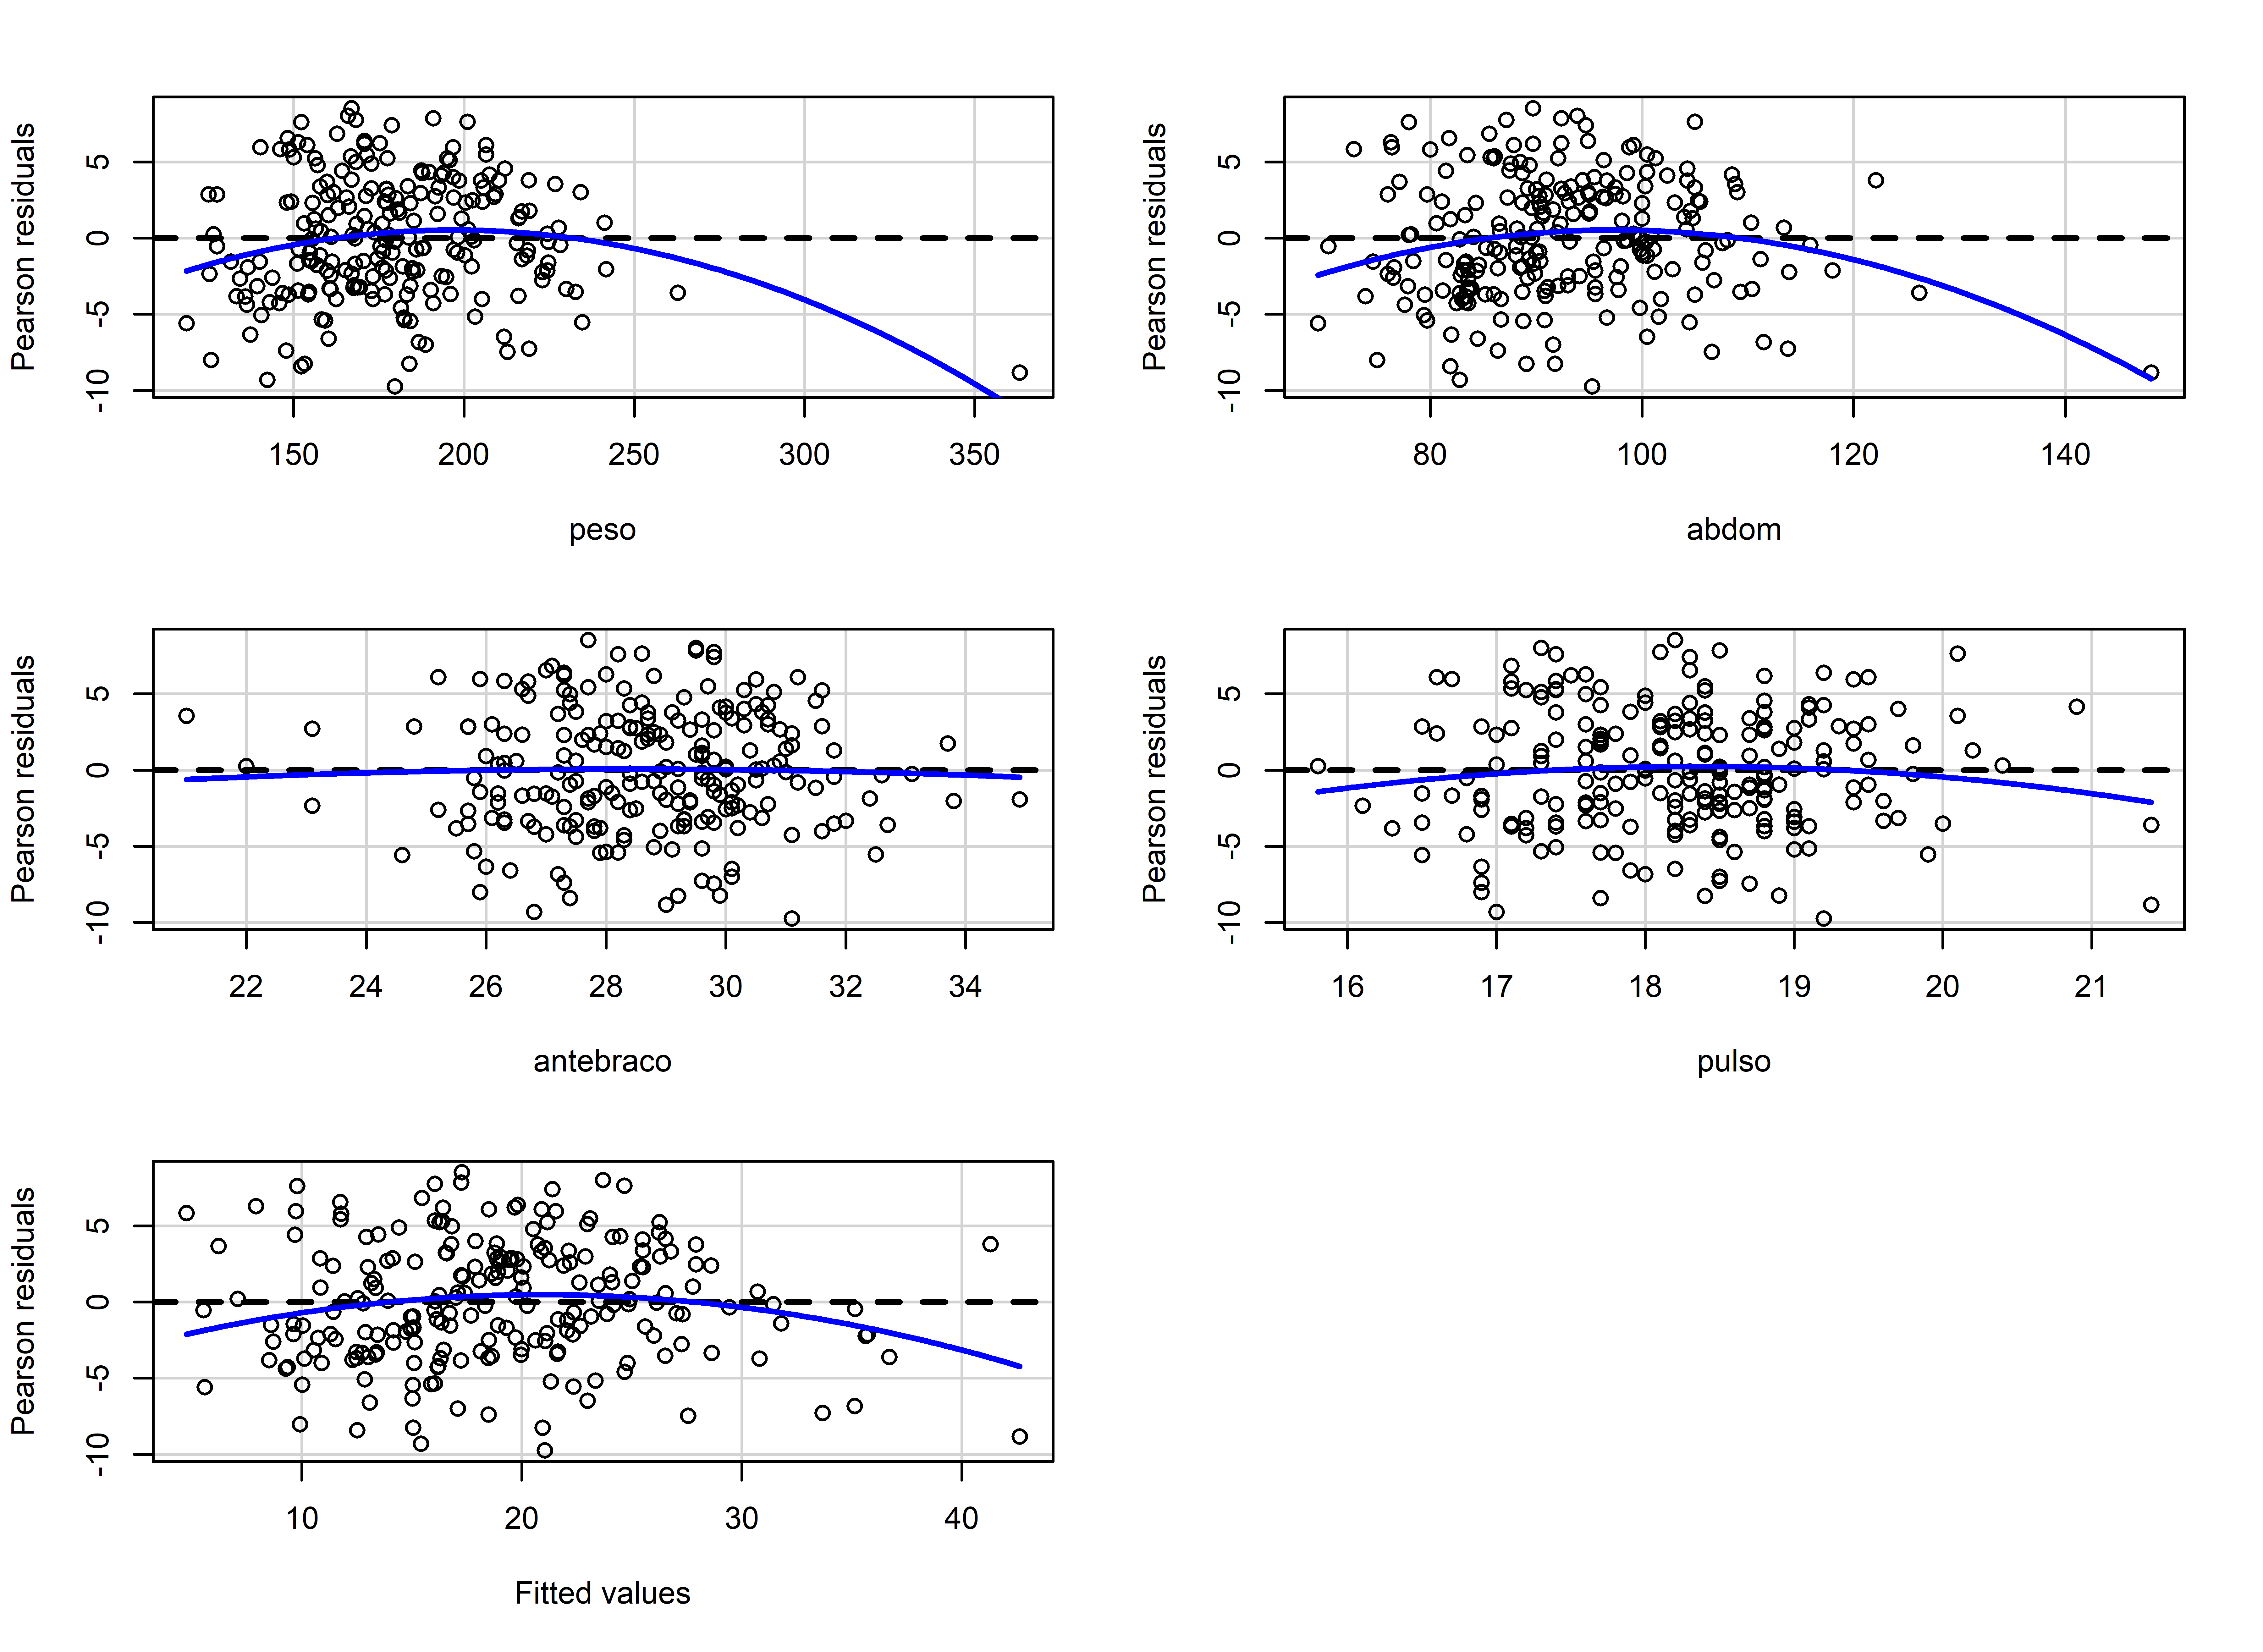 Pearson residuals
-10 -5 0 5
150 200 250 300 350
peso
Pearson residuals
-10 -5 0 5
80 100 120 140
abdom
Pearson residuals
-10 -5 0 5
22 24 26 28 30 32 34
antebraco
Pearson residuals
-10 -5 0 5
16 17 18 19 20 21
pulso
Pearson residuals
-10 -5 0 5
10 20 30 40
Fitted values